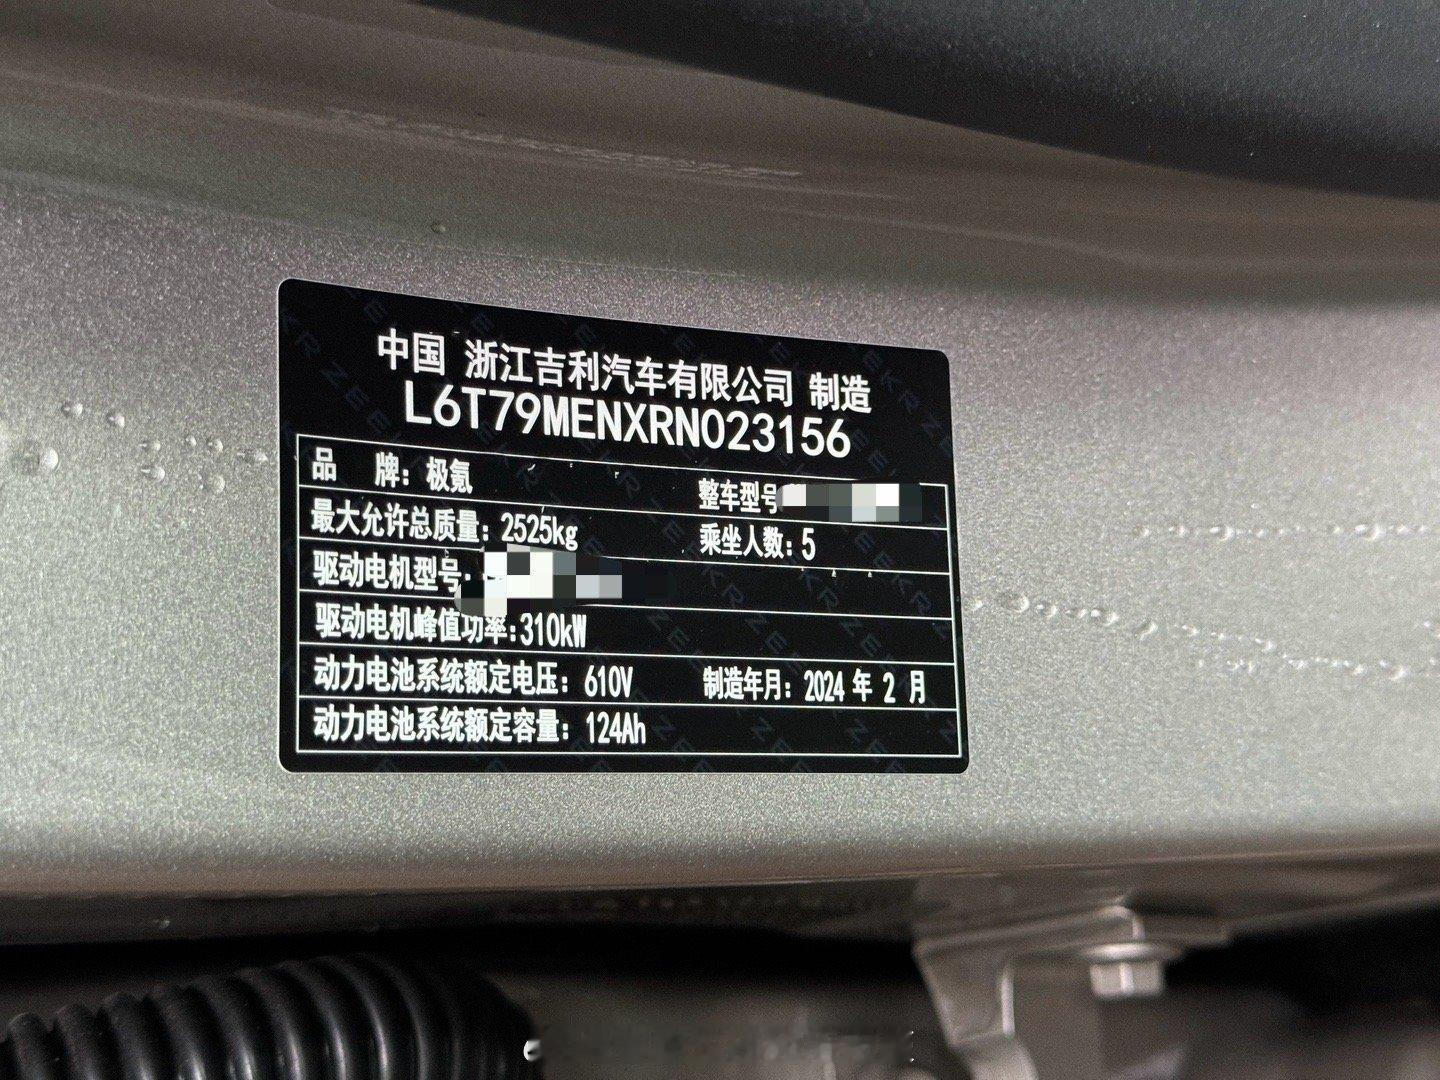 中国 浙江吉利汽车有限公司 制造
L6T79MENXRN023156
品 牌：极氪 整车型号
最大允许总质量：2525kg 乘坐人数：5
驱动电机型号
驱动电机峰值功率：310kW
动力电池系统额定电压：610V 制造年月：2024 年 2 月
动力电池系统额定容量：124Ah